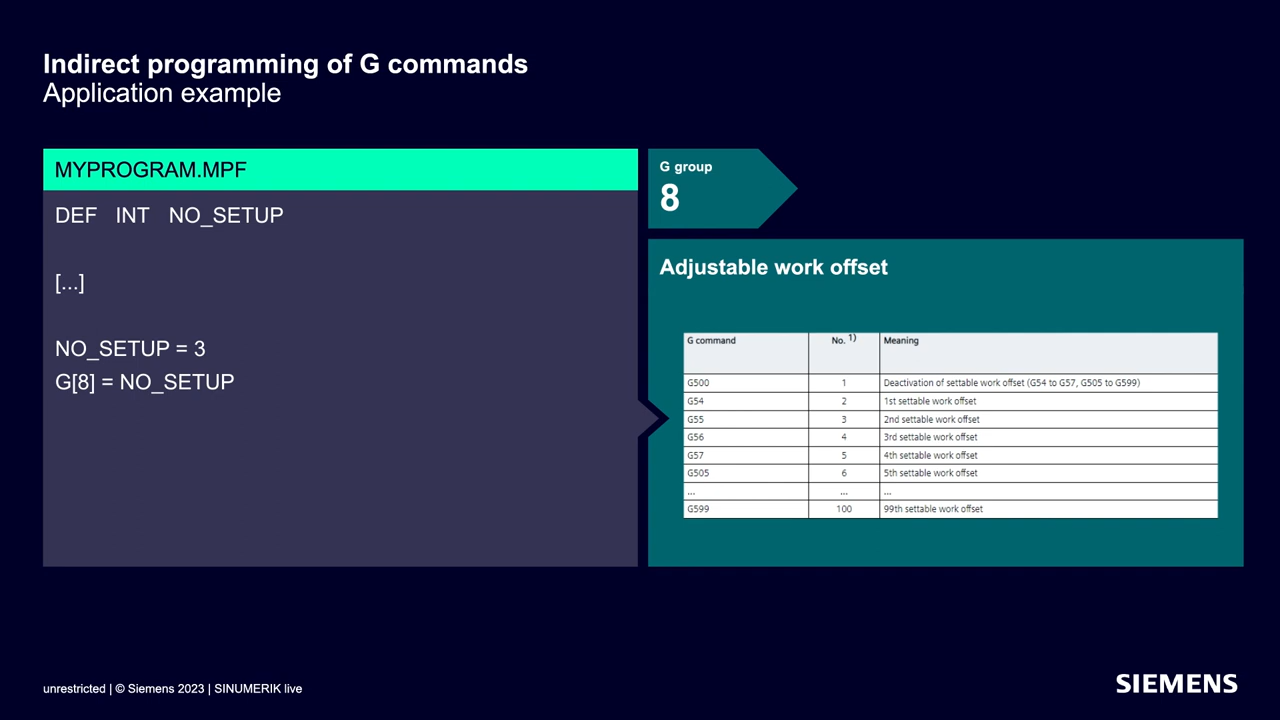 Indirect programming of G commands
Application example
MYPROGRAM.MPF
DEF INT NO_SETUP
[...]
NO_SETUP = 3
G[8] = NO_SETUP
G group
8
Adjustable work offset
G command No. 1) Meaning
G500 1 Deactivation of settable work offset (G54 to G57, G505 to G599)
G54 2 1st settable work offset
G55 3 2nd settable work offset
G56 4 3rd settable work offset
G57 5 4th settable work offset
G505 6 5th settable work offset
... ... ...
G599 100 99th settable work offset
unrestricted | © Siemens 2023 | SINUMERIK live
SIEMENS